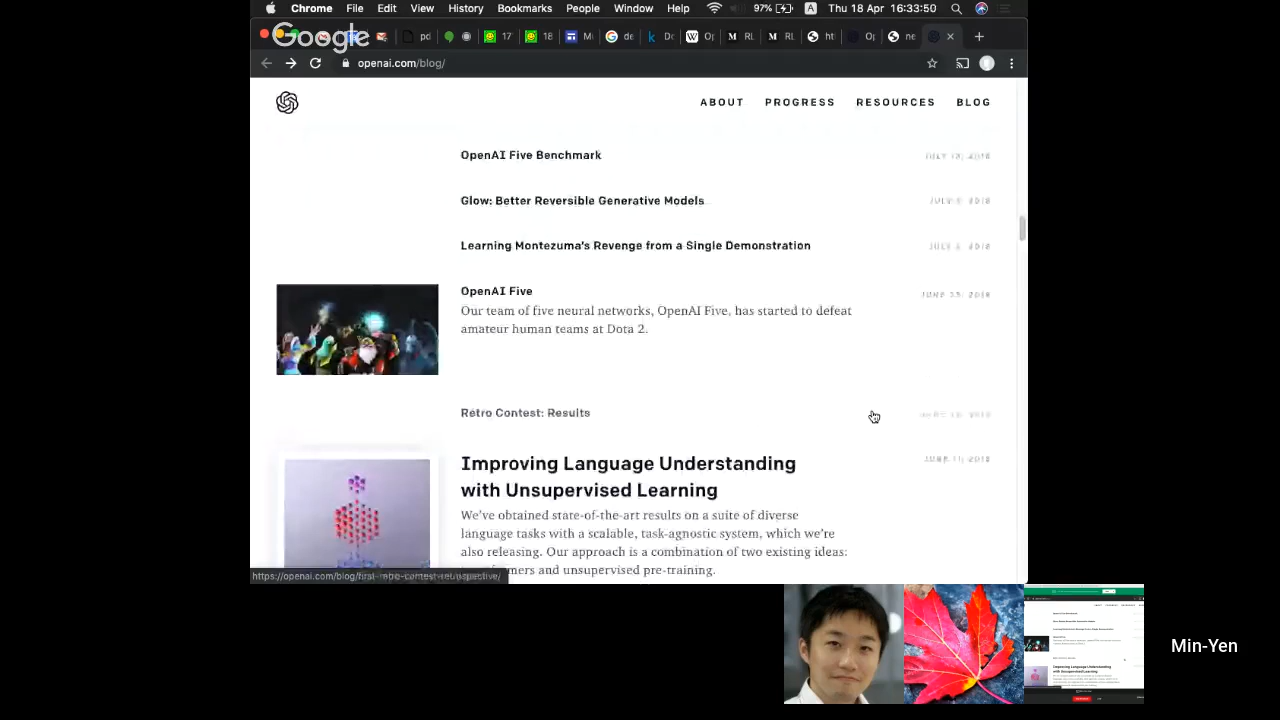 Chrome File Edit View History Bookmarks People Window Help 97% A Thu 18 Apr 16:33:50
Google
openai.com/blog/
ABOUT PROGRESS RESOURCES BLOG
OpenAI Five Benchmark
Glow: Better Reversible Generative Models
Learning Montezuma's Revenge from a Single Demonstration
OpenAI Five
Our team of five neural networks, OpenAI Five, has started to defeat
amateur human teams at Dota 2.
Retro Contest: Results
Improving Language Understanding
with Unsupervised Learning
We've obtained state-of-the-art results on a suite of diverse
language tasks with a scalable, task-agnostic system, which we're
also releasing. Our approach is a combination of two existing ideas:
and unsupervised pre-training.
Min-Yen